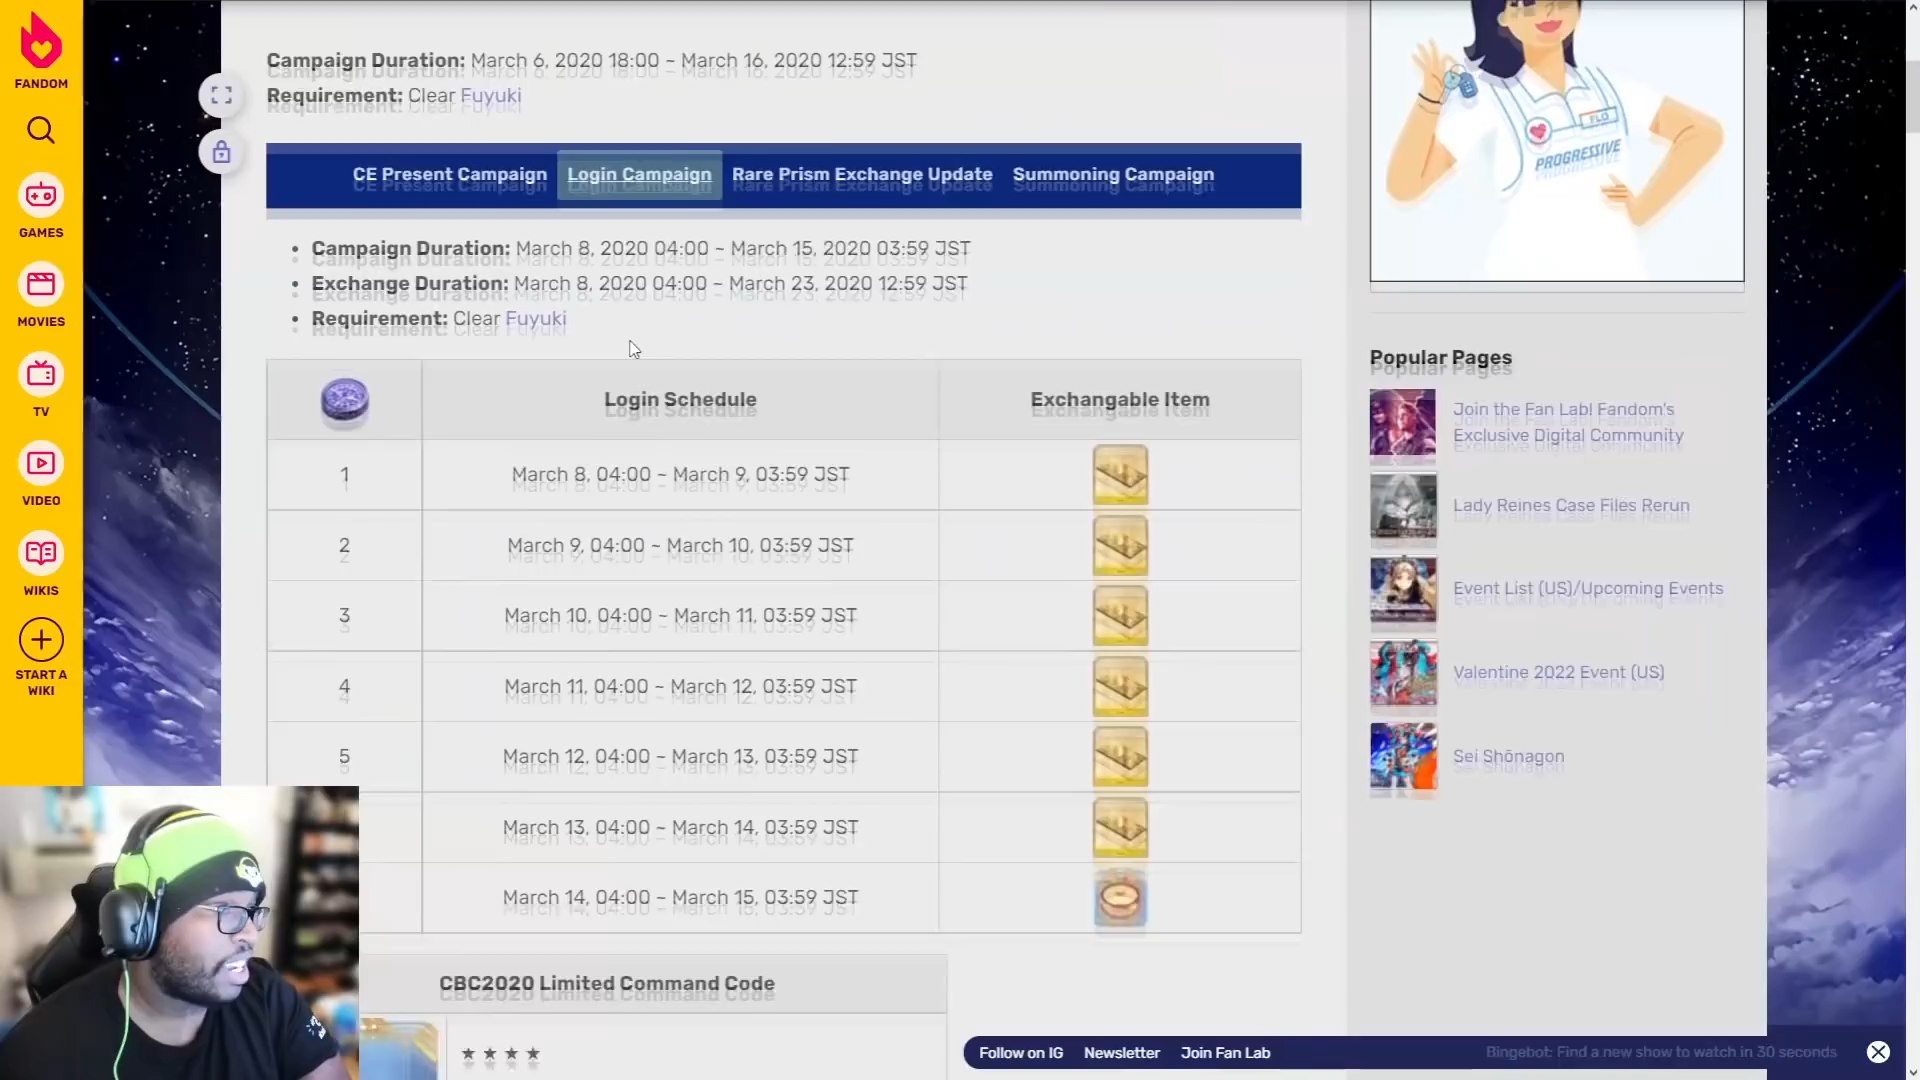 FANDOM
GAMES
MOVIES
TV
VIDEO
WIKIS
START A
WIKI
Campaign Duration: March 6, 2020 18:00 ~ March 16, 2020 12:59 JST
Requirement: Clear Fuyuki
CE Present Campaign Login Campaign Rare Prism Exchange Update Summoning Campaign
• Campaign Duration: March 8, 2020 04:00 ~ March 15, 2020 03:59 JST
• Exchange Duration: March 8, 2020 04:00 ~ March 23, 2020 12:59 JST
• Requirement: Clear Fuyuki
Login Schedule Exchangable Item
1 March 8, 04:00 ~ March 9, 03:59 JST
2 March 9, 04:00 ~ March 10, 03:59 JST
3 March 10, 04:00 ~ March 11, 03:59 JST
4 March 11, 04:00 ~ March 12, 03:59 JST
5 March 12, 04:00 ~ March 13, 03:59 JST
March 13, 04:00 ~ March 14, 03:59 JST
March 14, 04:00 ~ March 15, 03:59 JST
CBC2020 Limited Command Code
★ ★ ★ ★
FLO
PROGRESSIVE
Popular Pages
Join the Fan Lab! Fandom's
Exclusive Digital Community
Lady Reines Case Files Rerun
Event List (US)/Upcoming Events
Valentine 2022 Event (US)
Sei Shōnagon
Follow on IG Newsletter Join Fan Lab Bingebot: Find a new show to watch in 30 seconds